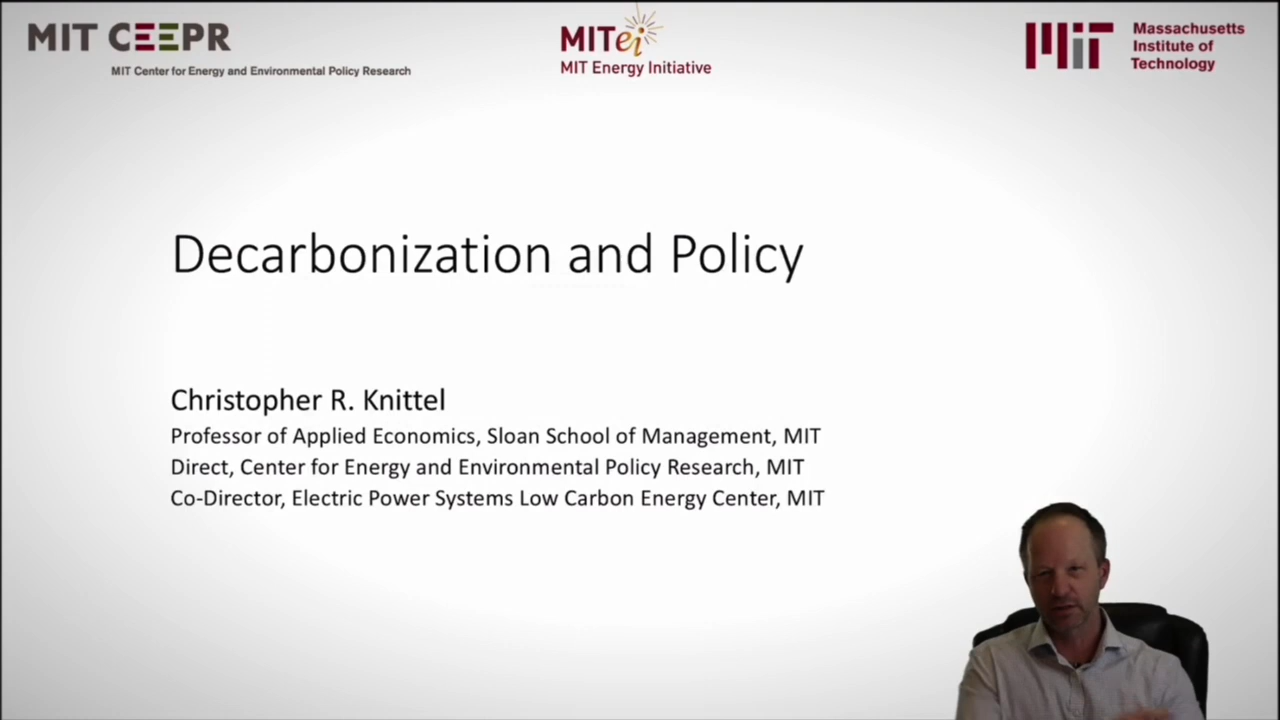 MIT CEEPR
MIT Center for Energy and Environmental Policy Research
MITei
MIT Energy Initiative
MIT
Massachusetts
Institute of
Technology
Decarbonization and Policy
Christopher R. Knittel
Professor of Applied Economics, Sloan School of Management, MIT
Direct, Center for Energy and Environmental Policy Research, MIT
Co-Director, Electric Power Systems Low Carbon Energy Center, MIT